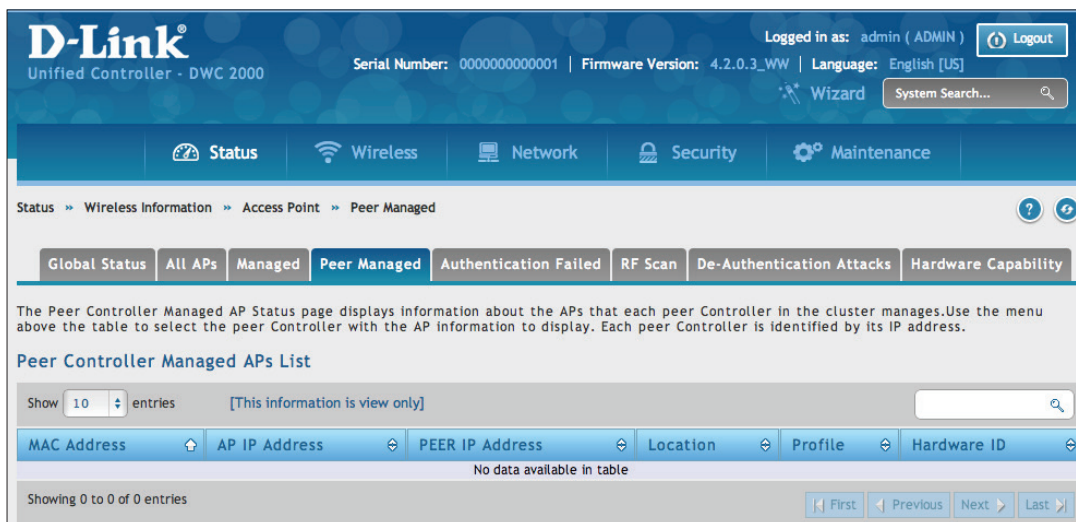 D-Link®
Unified Controller - DWC 2000
Logged in as: admin ( ADMIN ) Logout
Serial Number: 0000000000001 | Firmware Version: 4.2.0.3_WW | Language: English [US]
Wizard System Search...
Status Wireless Network Security Maintenance
Status » Wireless Information » Access Point » Peer Managed ?
Global Status All APs Managed Peer Managed Authentication Failed RF Scan De-Authentication Attacks Hardware Capability
The Peer Controller Managed AP Status page displays information about the APs that each peer Controller in the cluster manages.Use the menu
above the table to select the peer Controller with the AP information to display. Each peer Controller is identified by its IP address.
Peer Controller Managed APs List
Show 10 entries [This information is view only]
MAC Address AP IP Address PEER IP Address Location Profile Hardware ID
No data available in table
Showing 0 to 0 of 0 entries First Previous Next Last